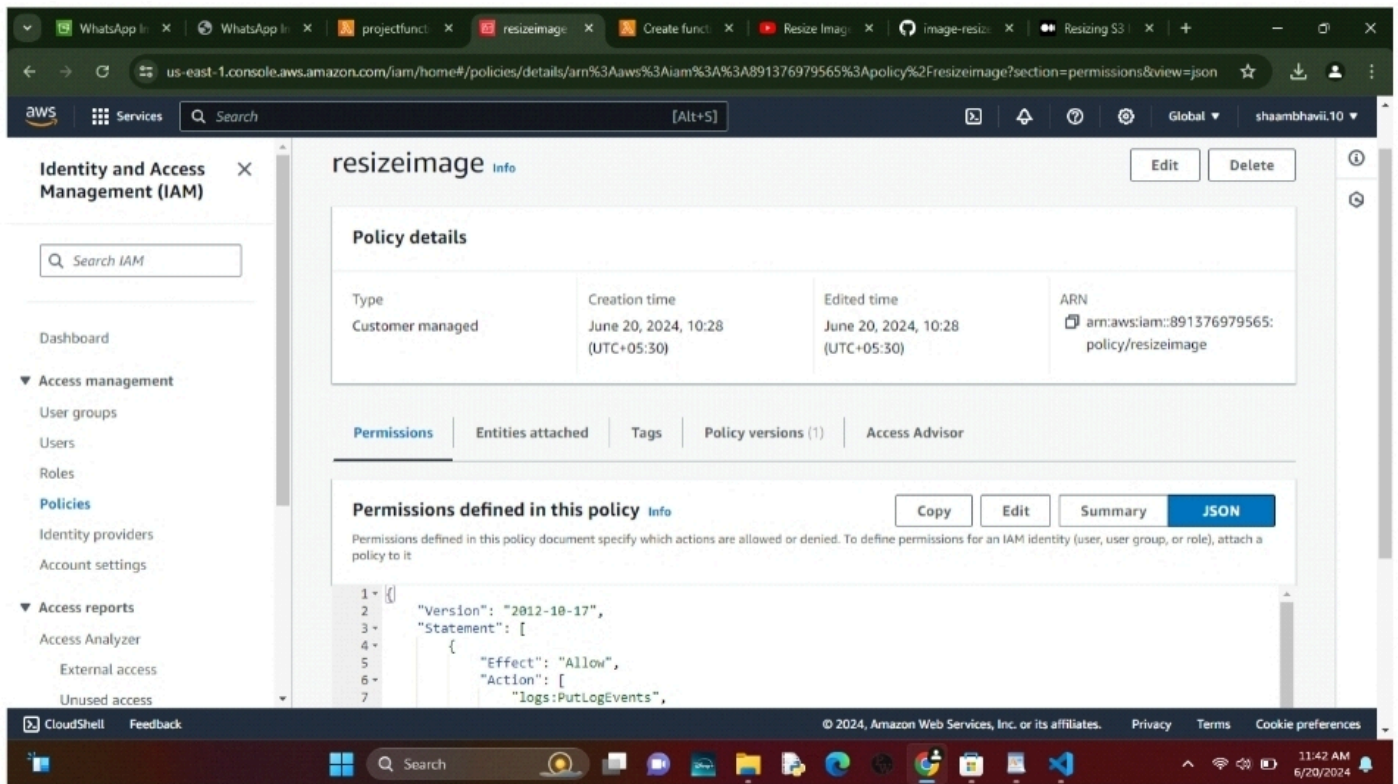 WhatsApp In
WhatsApp In
projectfuncti
resizeimage
Create functi
Resize Image
image-resize
Resizing S3
us-east-1.console.aws.amazon.com/iam/home#/policies/details/arn%3Aaws%3Aiam%3A%3A891376979565%3Apolicy%2Fresizeimage?section=permissions&view=json
aws
Services
Search
[Alt+S]
Global
shaambhavii.10
Identity and Access
Management (IAM)
Search IAM
Dashboard
Access management
User groups
Users
Roles
Policies
Identity providers
Account settings
Access reports
Access Analyzer
External access
Unused access
resizeimage Info
Edit
Delete
Policy details
Type
Customer managed
Creation time
June 20, 2024, 10:28
(UTC+05:30)
Edited time
June 20, 2024, 10:28
(UTC+05:30)
ARN
arn:aws:iam::891376979565:
policy/resizeimage
Permissions
Entities attached
Tags
Policy versions (1)
Access Advisor
Permissions defined in this policy Info
Copy
Edit
Summary
JSON
Permissions defined in this policy document specify which actions are allowed or denied. To define permissions for an IAM identity (user, user group, or role), attach a
policy to it
1 {
2 "Version": "2012-10-17",
3 "Statement": [
4 {
5 "Effect": "Allow",
6 "Action": [
7 "logs:PutLogEvents",
CloudShell
Feedback
© 2024, Amazon Web Services, Inc. or its affiliates.
Privacy
Terms
Cookie preferences
Search
11:42 AM
6/20/2024